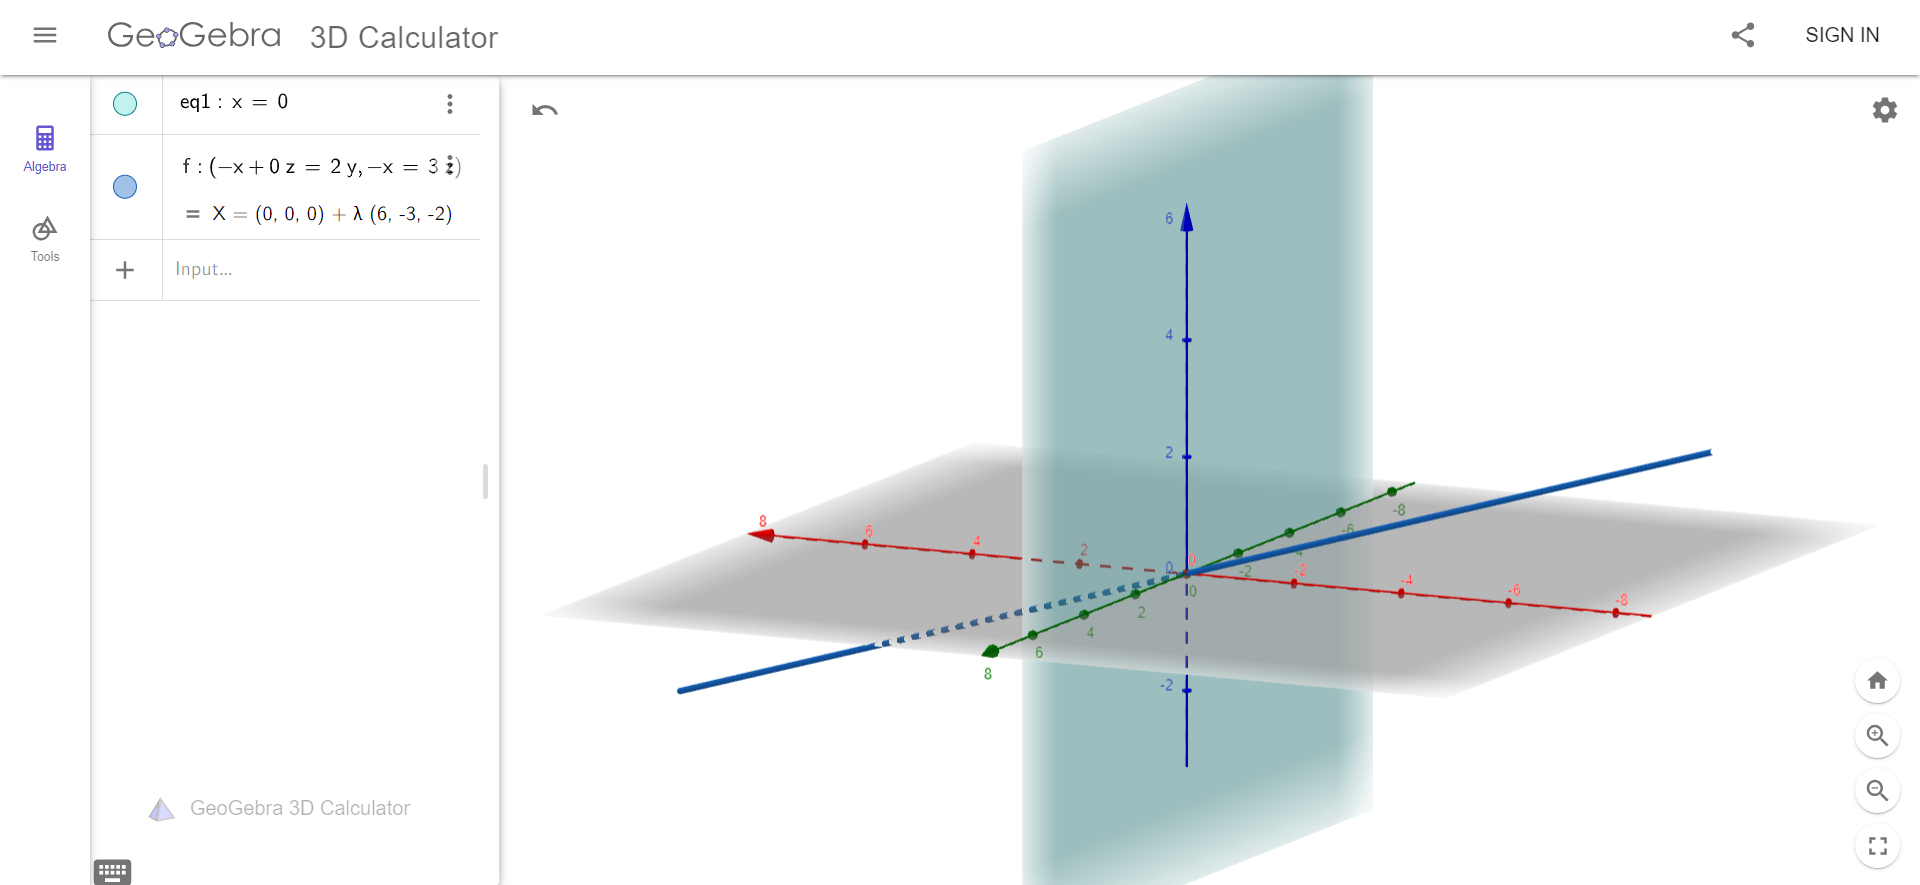 GeoGebra 3D Calculator
SIGN IN
Algebra
Tools
eq1 : x = 0
f : (−x + 0 z = 2 y, −x = 3 z)
= X = (0, 0, 0) + λ (6, -3, -2)
+ Input...
GeoGebra 3D Calculator
6
4
2
0
-2
8
6
4
2
0
-2
-4
-6
-8
-8
-6
-4
-2
0
2
4
6
8